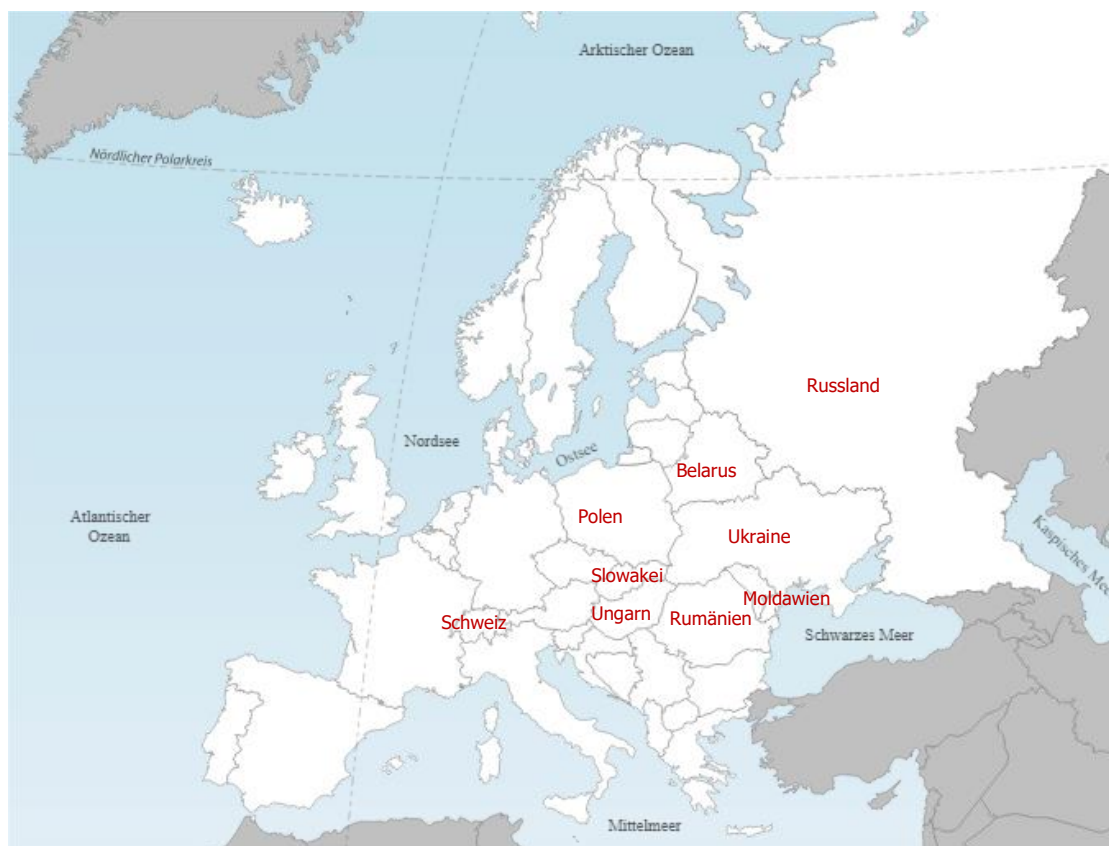 Arktischer Ozean
Nördlicher Polarkreis
Russland
Nordsee
Ostsee
Belarus
Atlantischer
Ozean
Polen
Ukraine
Kaspisches Meer
Slowakei
Moldawien
Schweiz
Ungarn
Rumänien
Schwarzes Meer
Mittelmeer